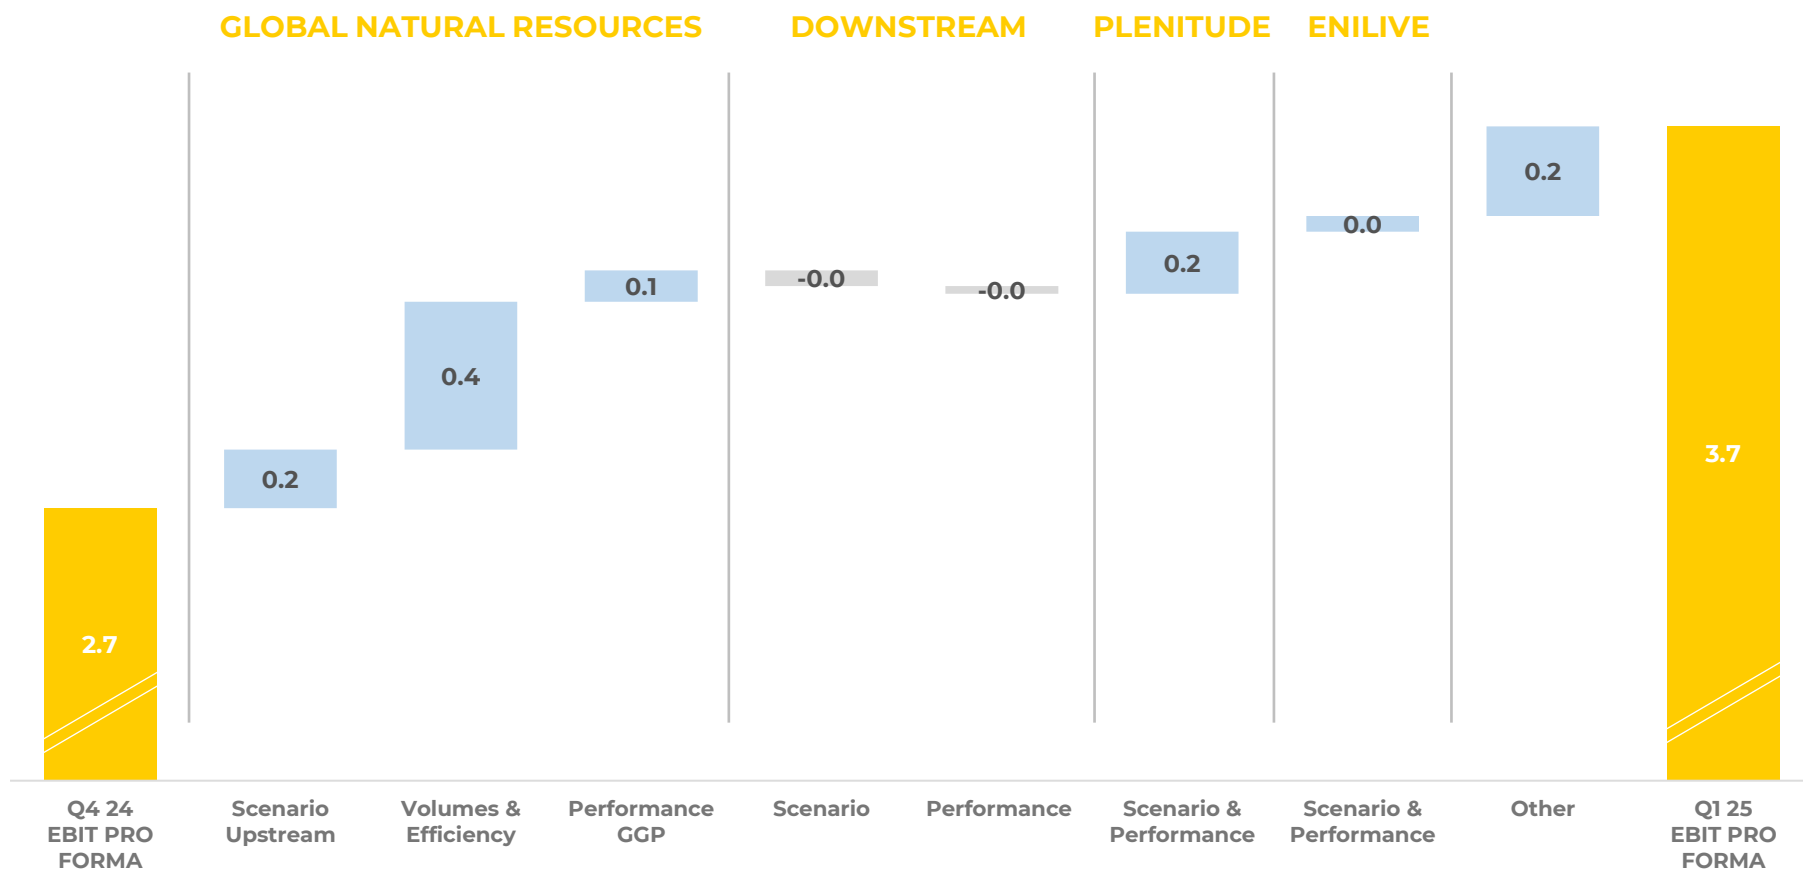 GLOBAL NATURAL RESOURCES
DOWNSTREAM
PLENITUDE
ENILIVE
2.7
0.2
0.4
0.1
-0.0
-0.0
0.2
0.0
0.2
3.7
Q4 24
EBIT PRO
FORMA
Scenario
Upstream
Volumes &
Efficiency
Performance
GGP
Scenario
Performance
Scenario &
Performance
Scenario &
Performance
Other
Q1 25
EBIT PRO
FORMA